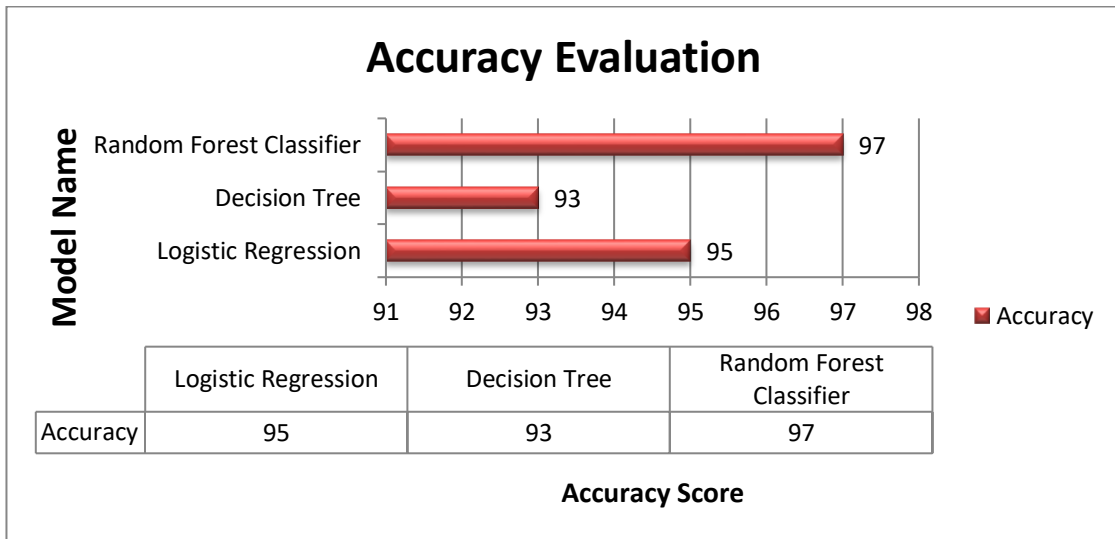 Accuracy Evaluation
Model Name
Random Forest Classifier
97
Decision Tree
93
Logistic Regression
95
91 92 93 94 95 96 97 98
Accuracy
Logistic Regression Decision Tree Random Forest
Classifier
Accuracy 95 93 97
Accuracy Score